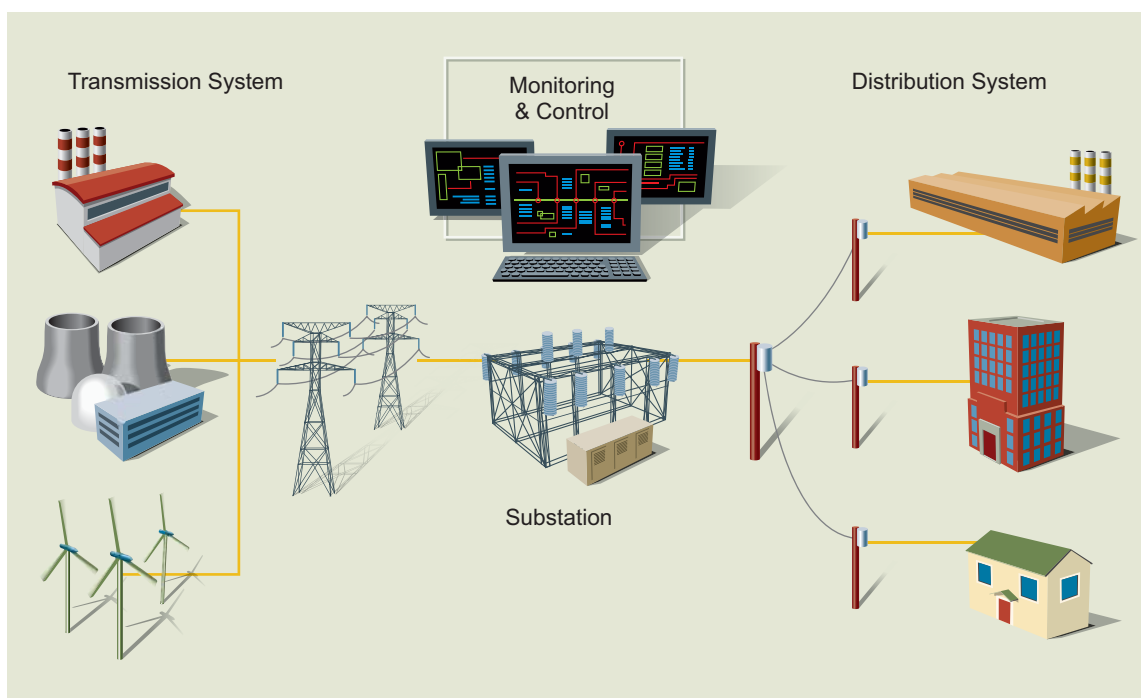 Transmission System
Monitoring
& Control
Distribution System
Substation